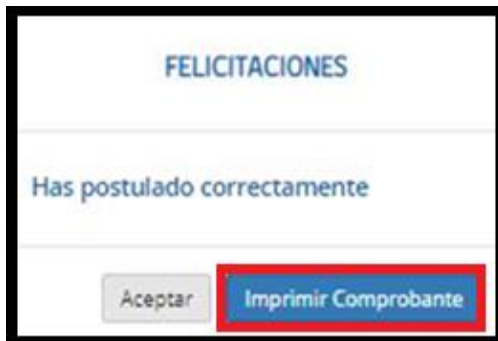 FELICITACIONES
Has postulado correctamente
Aceptar Imprimir Comprobante